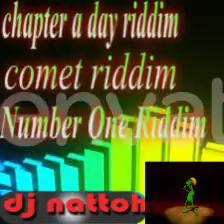 chapter a day riddim
comet riddim
Number One Riddim
dj nattoh